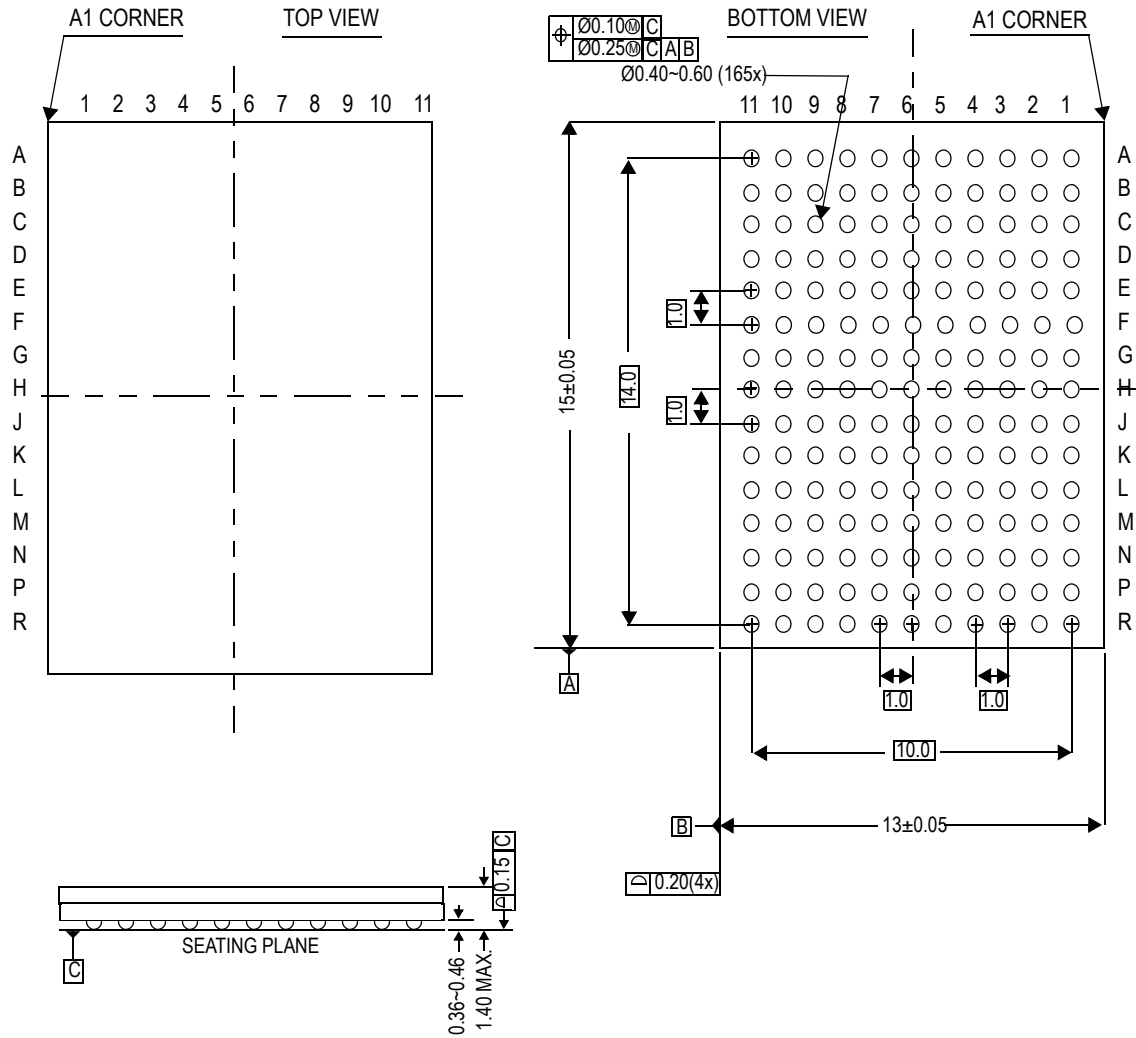 A1 CORNER
TOP VIEW
1 2 3 4 5 6 7 8 9 10 11
A
B
C
D
E
F
G
H
J
K
L
M
N
P
R
Ø0.10Ⓜ C
Ø0.25Ⓜ C A B
BOTTOM VIEW
A1 CORNER
Ø0.40~0.60 (165x)
11 10 9 8 7 6 5 4 3 2 1
A
B
C
D
E
F
G
H
J
K
L
M
N
P
R
1.0
1.0
14.0
15±0.05
A
1.0
1.0
10.0
B
13±0.05
0.20(4x)
0.15 C
SEATING PLANE
C
0.36~0.46
1.40 MAX.